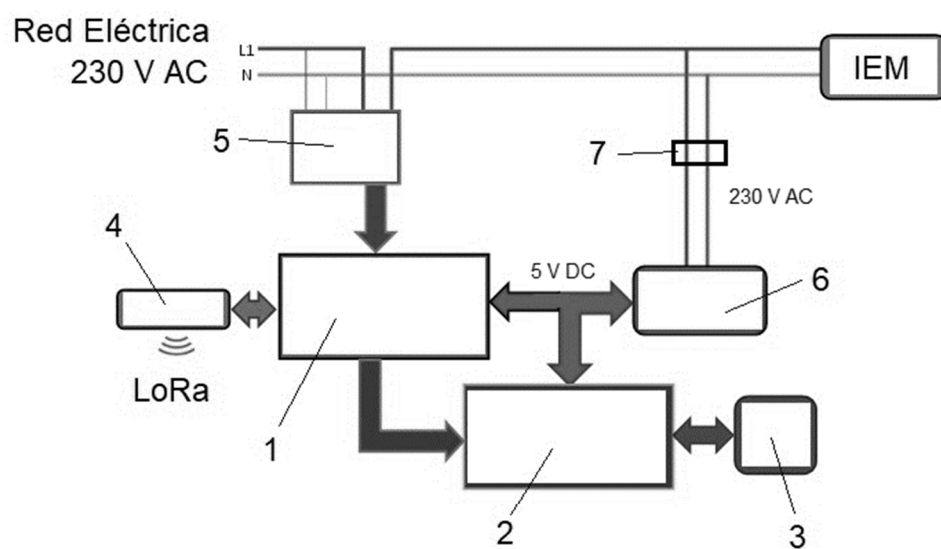 Red Eléctrica
230 V AC
L1
N
IEM
5
7
230 V AC
4
5 V DC
6
LoRa
1
2
3